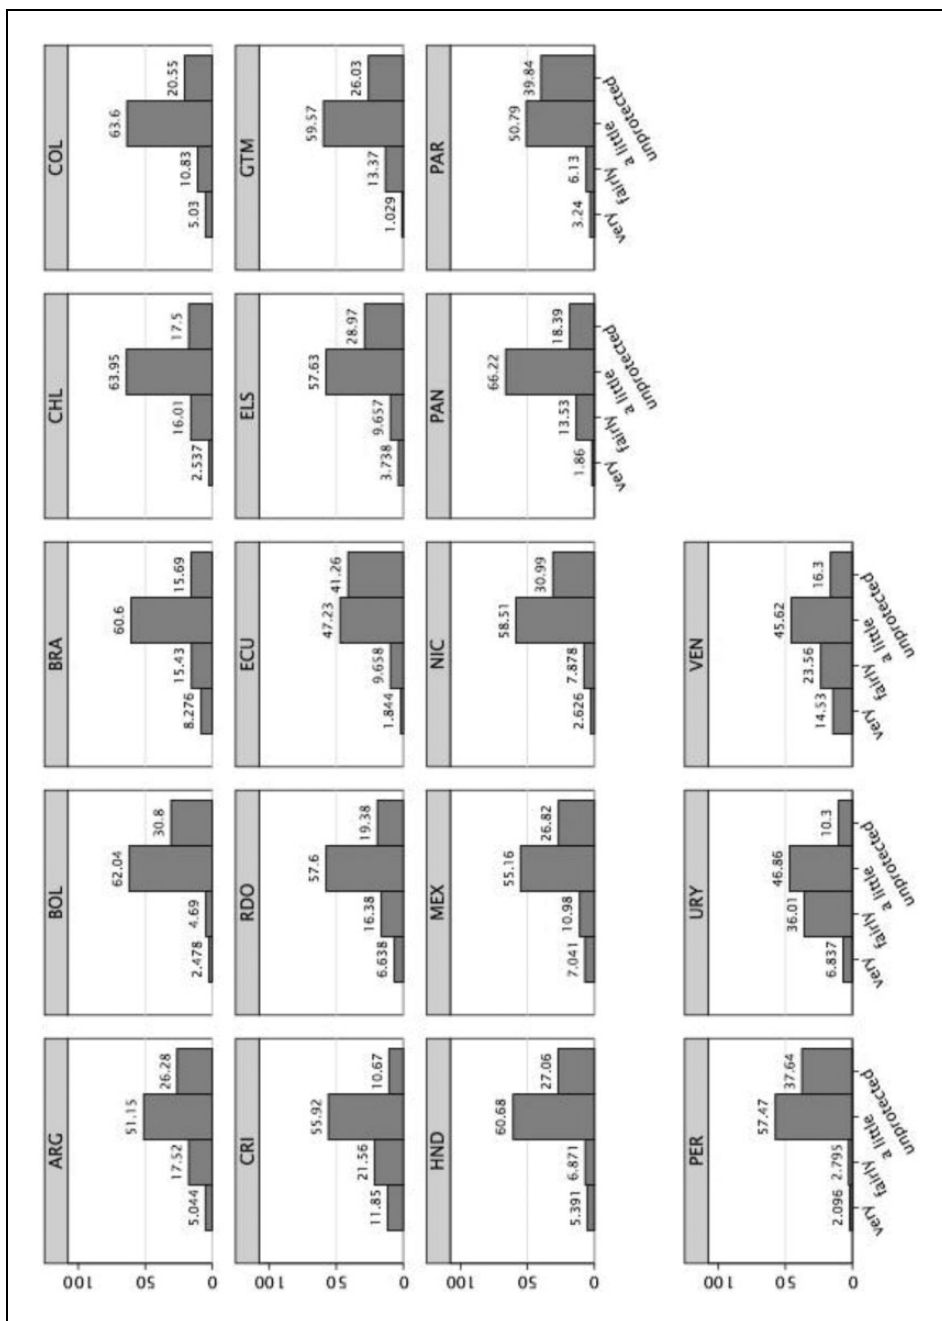 ARG
BOL
BRA
CHL
COL
100
50
0
5.044
17.52
51.15
26.28
2.478
4.69
62.04
30.8
8.276
15.43
60.6
15.69
2.537
16.01
63.95
17.5
5.03
10.83
63.6
20.55
CRI
RDO
ECU
ELS
GTM
100
50
0
11.85
21.56
55.92
10.67
6.638
16.38
57.6
19.38
1.844
9.658
47.23
41.26
3.738
9.657
57.63
28.97
1.029
13.37
59.57
26.03
HND
MEX
NIC
PAN
PAR
100
50
0
5.391
6.871
60.68
27.06
7.041
10.98
55.16
26.82
2.626
7.878
58.51
30.99
1.86
13.53
66.22
18.39
3.24
6.13
50.79
39.84
very
fairly
a little
unprotected
very
fairly
a little
unprotected
PER
URY
VEN
100
50
0
2.096
2.795
57.47
37.64
6.837
36.01
46.86
10.3
14.53
23.56
45.62
16.3
very
fairly
a little
unprotected
very
fairly
a little
unprotected
very
fairly
a little
unprotected